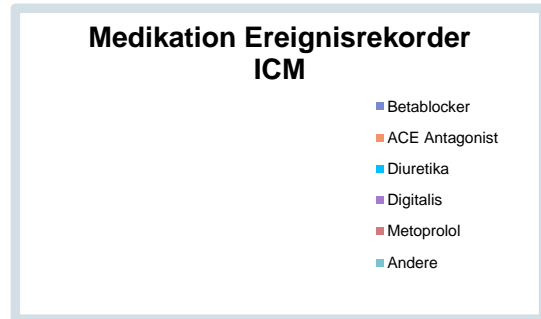 Medikation Ereignisrekorder
ICM
Betablocker
ACE Antagonist
Diuretika
Digitalis
Metoprolol
Andere